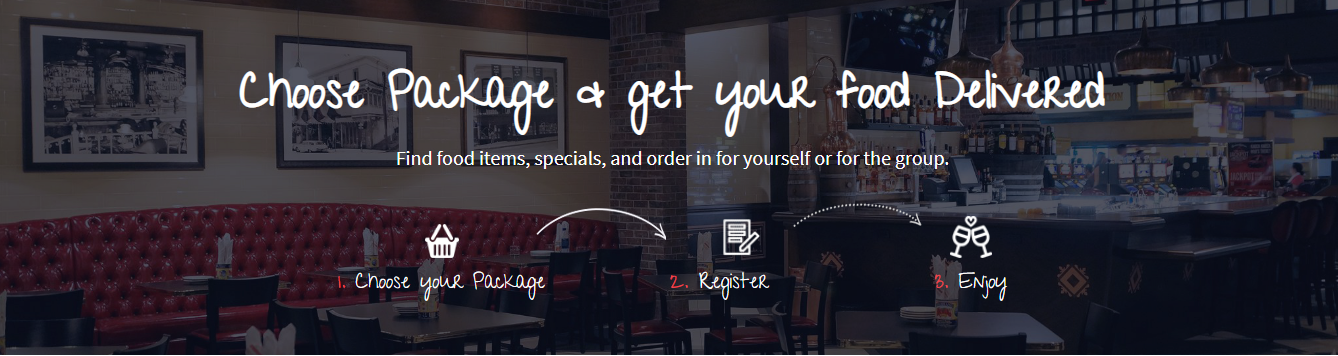 Choose Package & get your food Delivered
Find food items, specials, and order in for yourself or for the group.
1. Choose your Package
2. Register
3. Enjoy